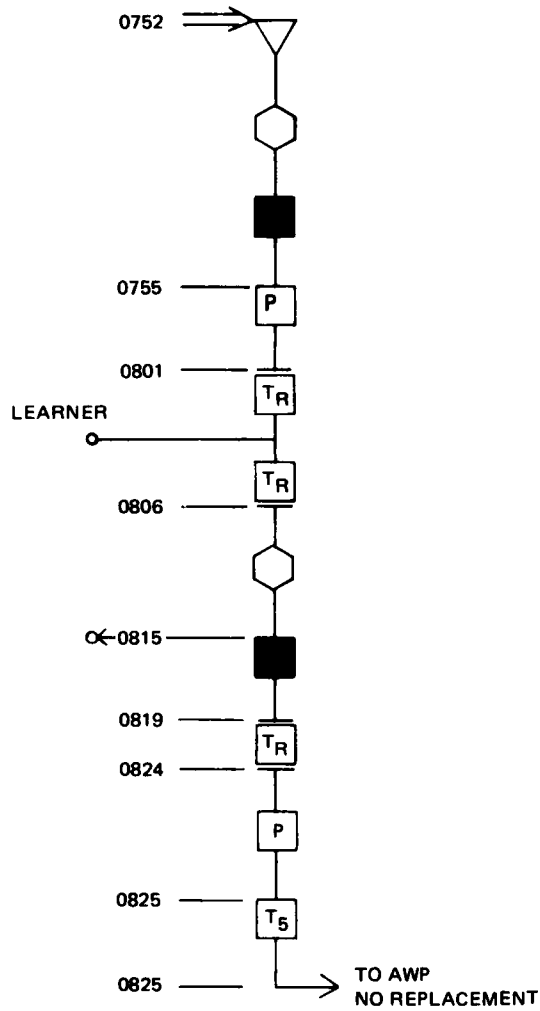 0752
0755
P
0801
TR
LEARNER
TR
0806
0815
0819
TR
0824
P
0825
T5
0825
TO AWP
NO REPLACEMENT